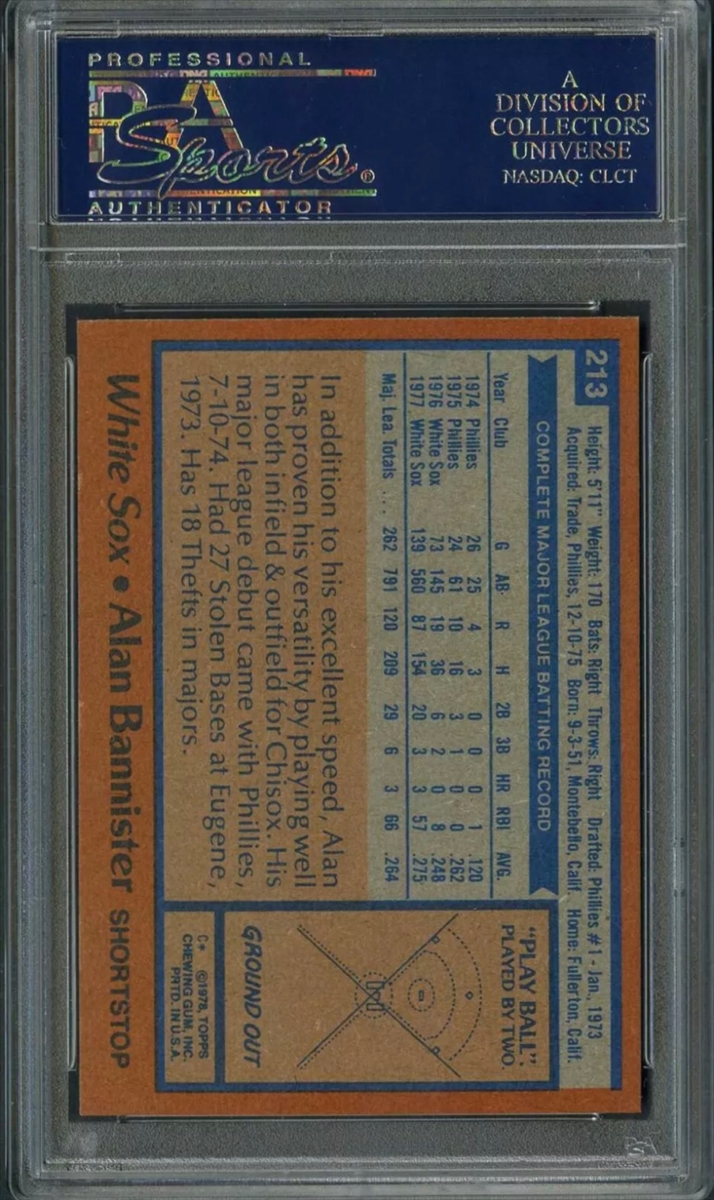 PROFESSIONAL
PSA
Sports®
AUTHENTICATOR
A
DIVISION OF
COLLECTORS
UNIVERSE
NASDAQ: CLCT
213
Height: 5'11" Weight: 170 Bats: Right Throws: Right Drafted: Phillies #1 - Jan., 1973
Acquired: Trade, Phillies, 12-10-75 Born: 9-3-51, Montebello, Calif. Home: Fullerton, Calif.
COMPLETE MAJOR LEAGUE BATTING RECORD
Year Club G AB R H 2B 3B HR RBI AVG.
1974 Phillies 26 25 4 3 0 0 0 1 .120
1975 Phillies 24 61 10 16 3 1 0 0 .262
1976 White Sox 73 145 19 36 6 2 0 8 .248
1977 White Sox 139 560 87 154 20 3 3 57 .275
Maj. Lea. Totals .... 262 791 120 209 29 6 3 66 .264
In addition to his excellent speed, Alan
has proven his versatility by playing well
in both infield & outfield for Chisox. His
major league debut came with Phillies,
7-10-74. Had 27 Stolen Bases at Eugene,
1973. Has 18 Thefts in majors.
"PLAY BALL":
PLAYED BY TWO.
GROUND OUT
C* ©1978, TOPPS
CHEWING GUM, INC.
PRTD. IN U.S.A.
White Sox • Alan Bannister SHORTSTOP
PSA